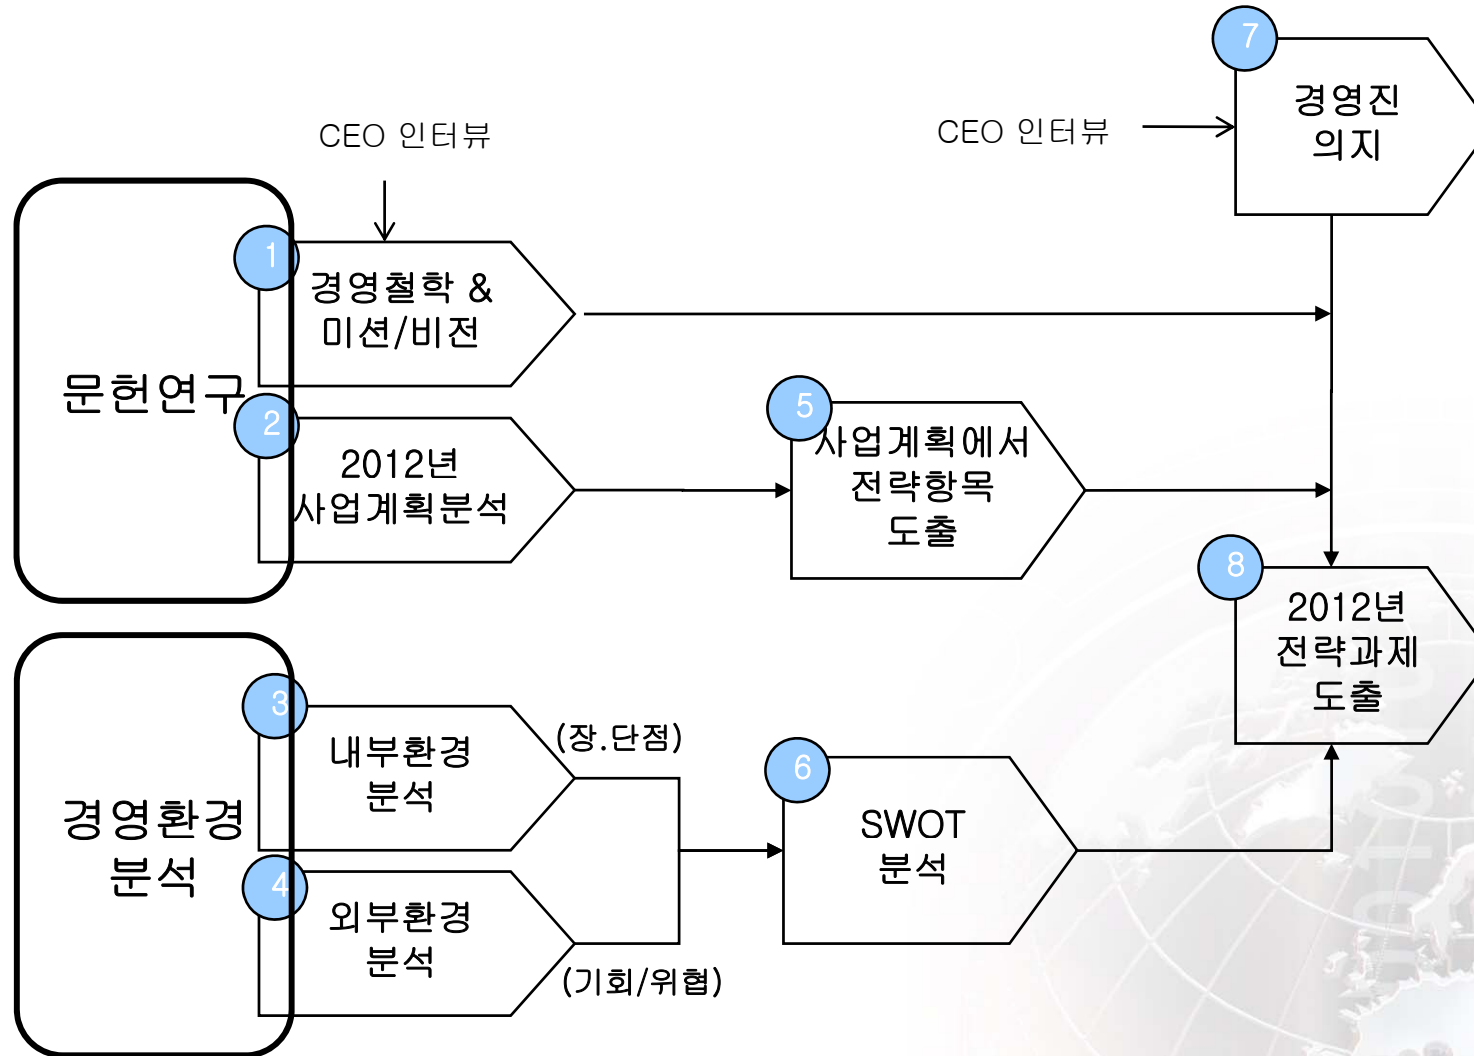 7
경영진
의지
CEO 인터뷰
CEO 인터뷰
문헌연구
1
경영철학 &
미션/비전
2
2012년
사업계획분석
5
사업계획에서
전략항목
도출
8
2012년
전략과제
도출
경영환경
분석
3
내부환경
분석
(장.단점)
4
외부환경
분석
(기회/위협)
6
SWOT
분석